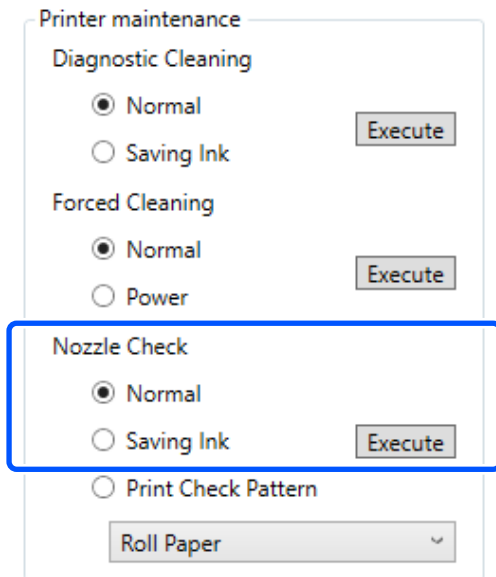 Printer maintenance
Diagnostic Cleaning
Normal
Saving Ink
Execute
Forced Cleaning
Normal
Power
Execute
Nozzle Check
Normal
Saving Ink
Execute
Print Check Pattern
Roll Paper